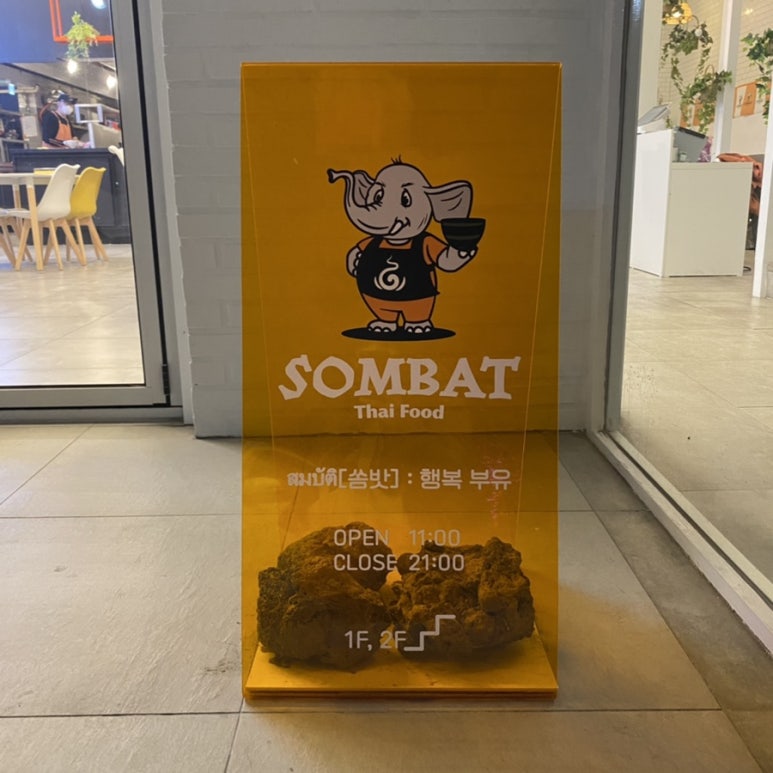 SOMBAT
Thai Food
สมบัติ[쏨밧] : 행복 부유
OPEN 11:00
CLOSE 21:00
1F, 2F